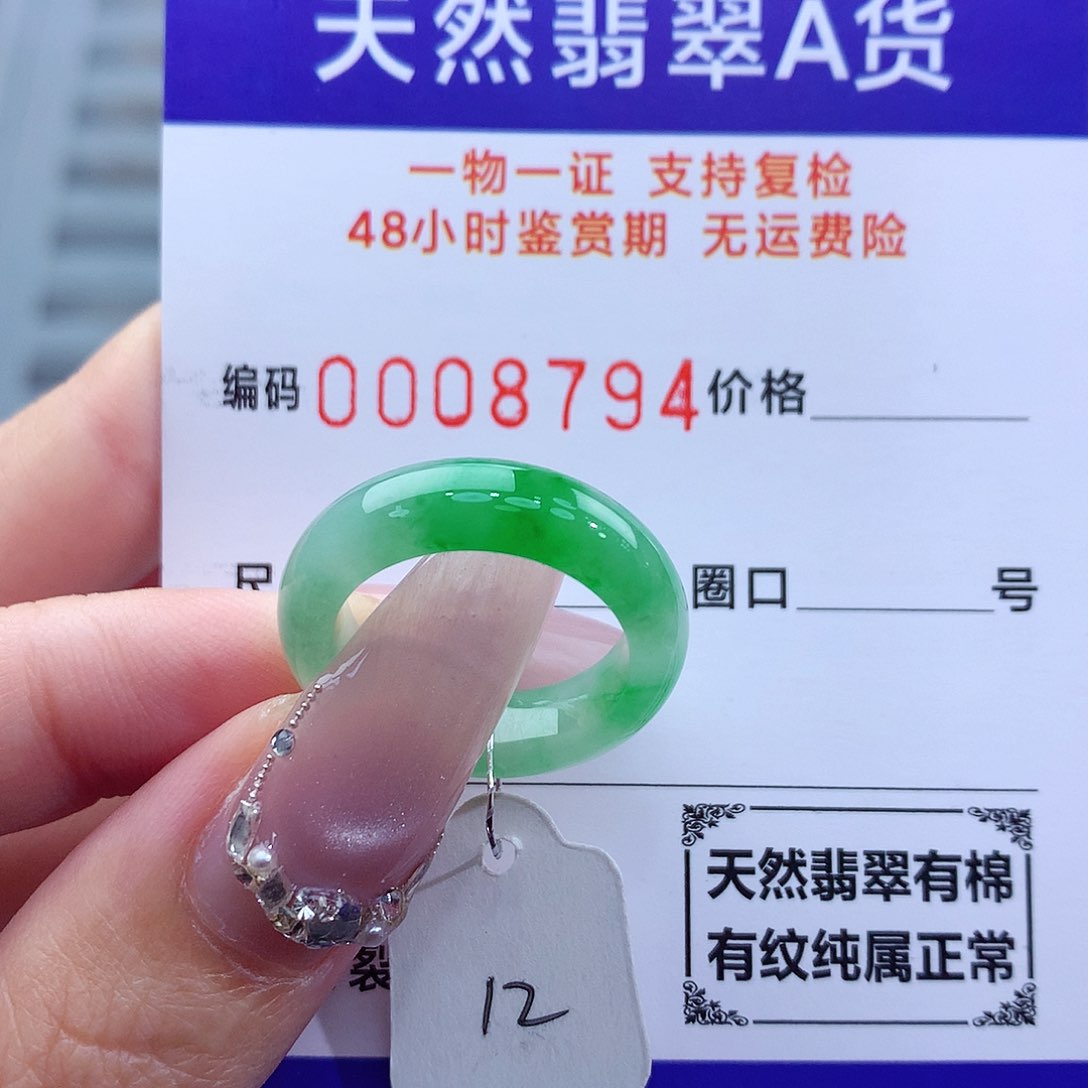 天然翡翠A货
一物一证 支持复检
48小时鉴赏期 无运费险
编码 0008794 价格
尺 圈口 号
天然翡翠有棉
有纹纯属正常
裂
12